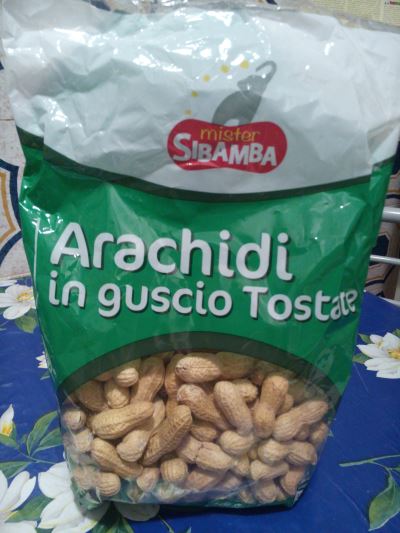 mister
SIBAMBA
Arachidi
in guscio Tostate